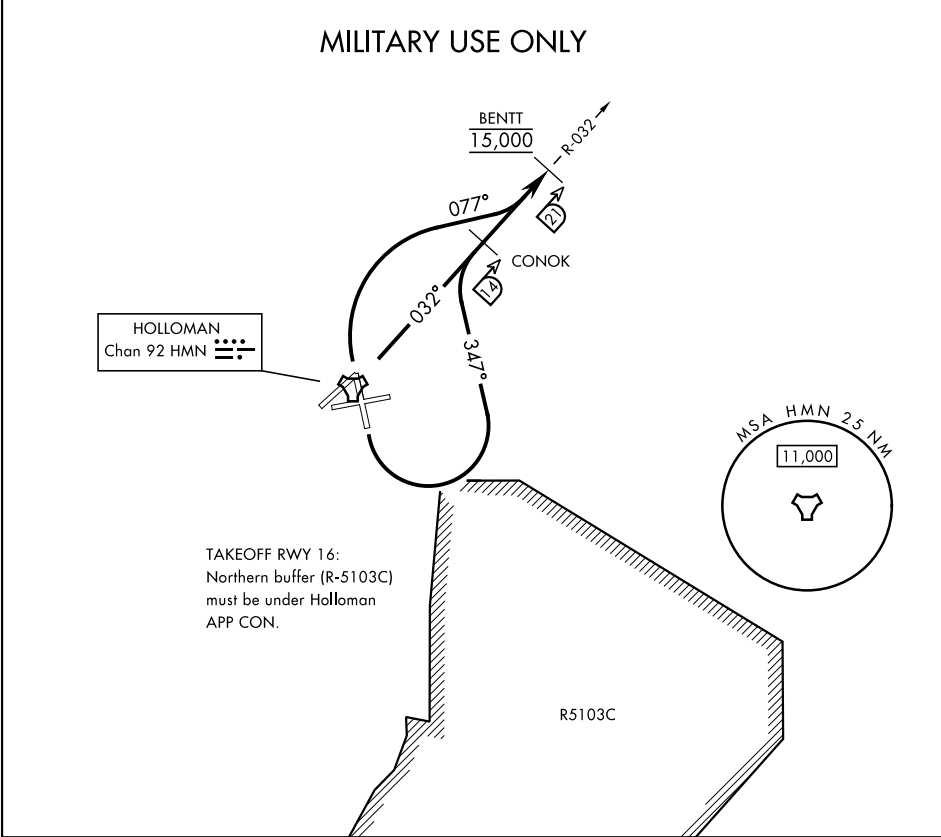 MILITARY USE ONLY
BENTT
15,000
R-032
077°
21
CONOK
14
032°
347°
HOLLOMAN
Chan 92 HMN
MSA HMN 25 NM
11,000
TAKEOFF RWY 16:
Northern buffer (R-5103C)
must be under Holloman
APP CON.
R5103C